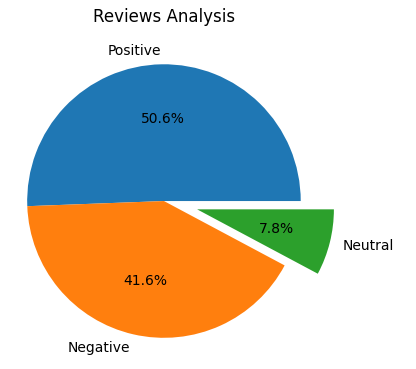 Reviews Analysis
Positive
50.6%
7.8%
Neutral
41.6%
Negative